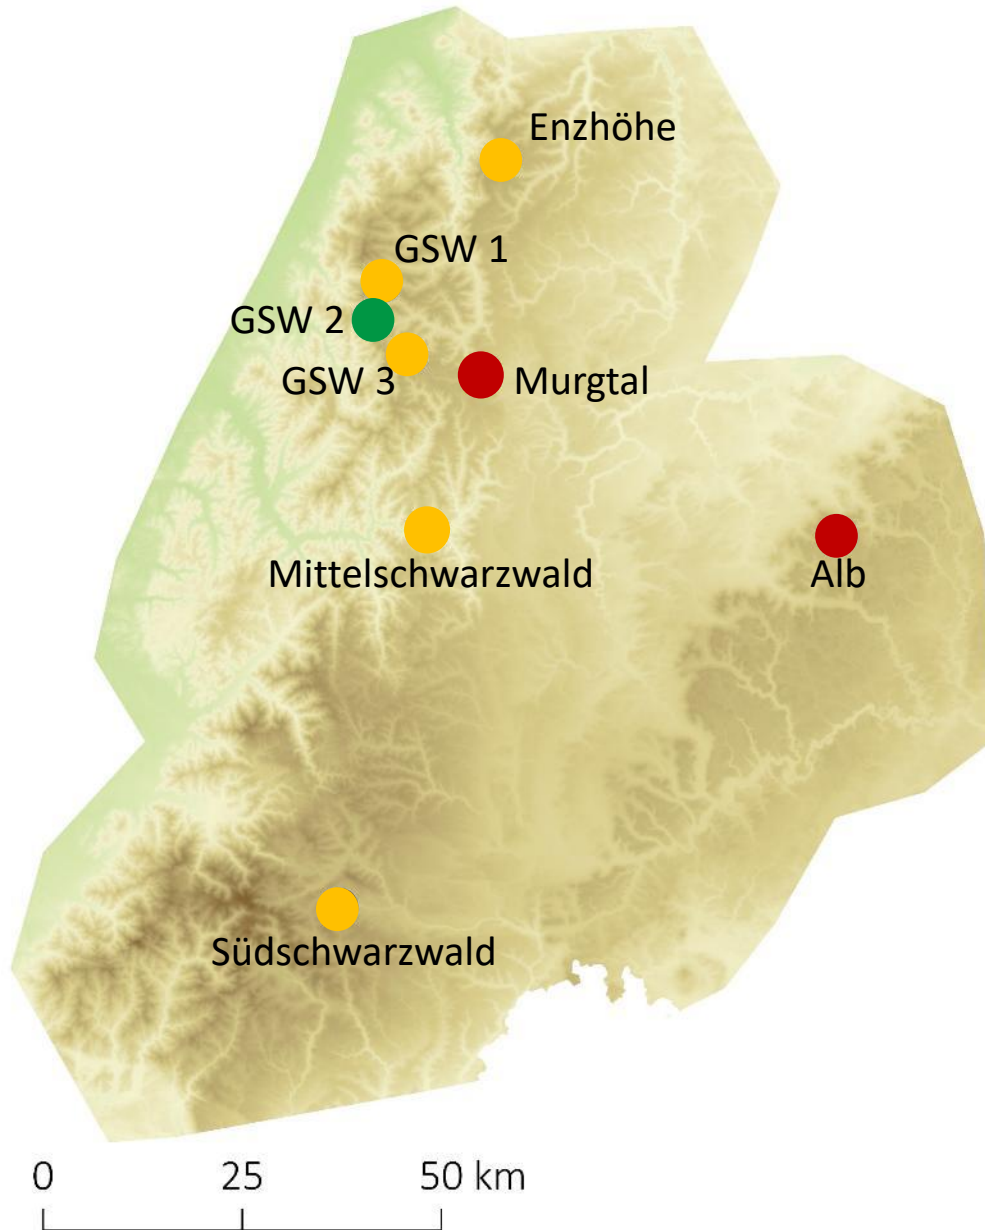 Enzhöhe
GSW 1
GSW 2
GSW 3
Murgtal
Mittelschwarzwald
Alb
Südschwarzwald
0 25 50 km